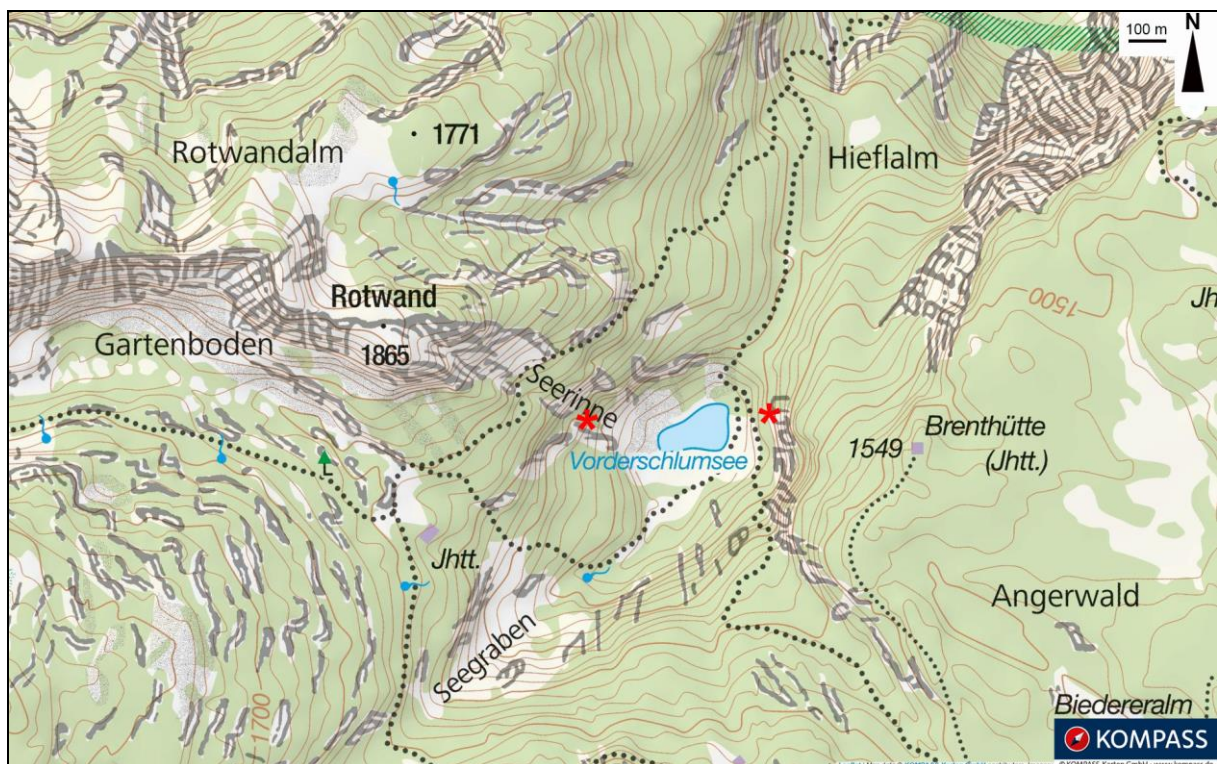 100 m
N
1771
Rotwandalm
Hieflalm
1500
Rotwand
Gartenboden
1865
Seerinne
Vorderschlumsee
1549
Brenthütte
(Jhtt.)
Jhtt.
Angerwald
Seegraben
1700
Biedereralm
KOMPASS